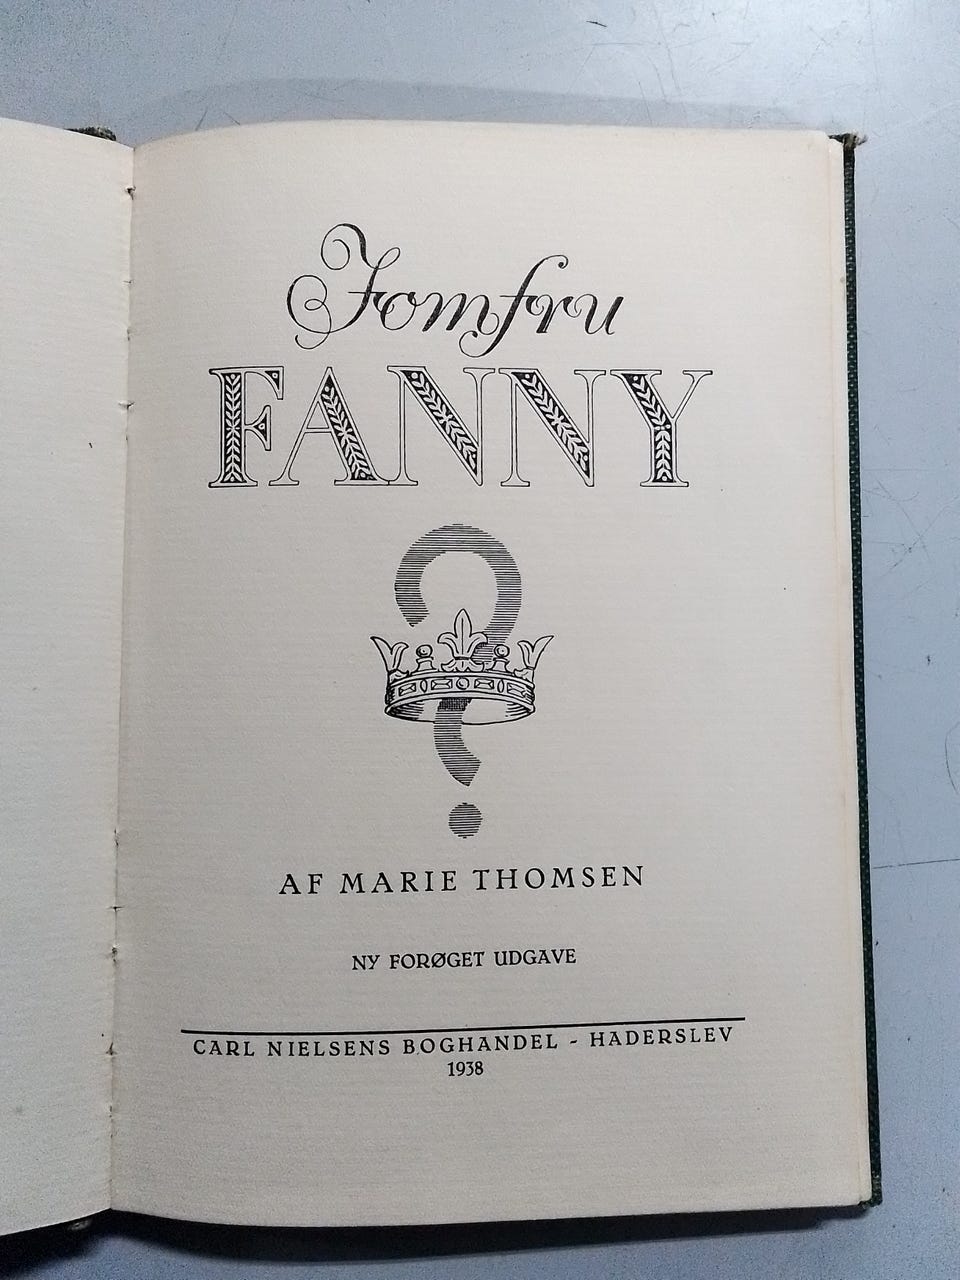 Jomfru
FANNY
?
AF MARIE THOMSEN
NY FORØGET UDGAVE
CARL NIELSENS BOGHANDEL - HADERSLEV
1938